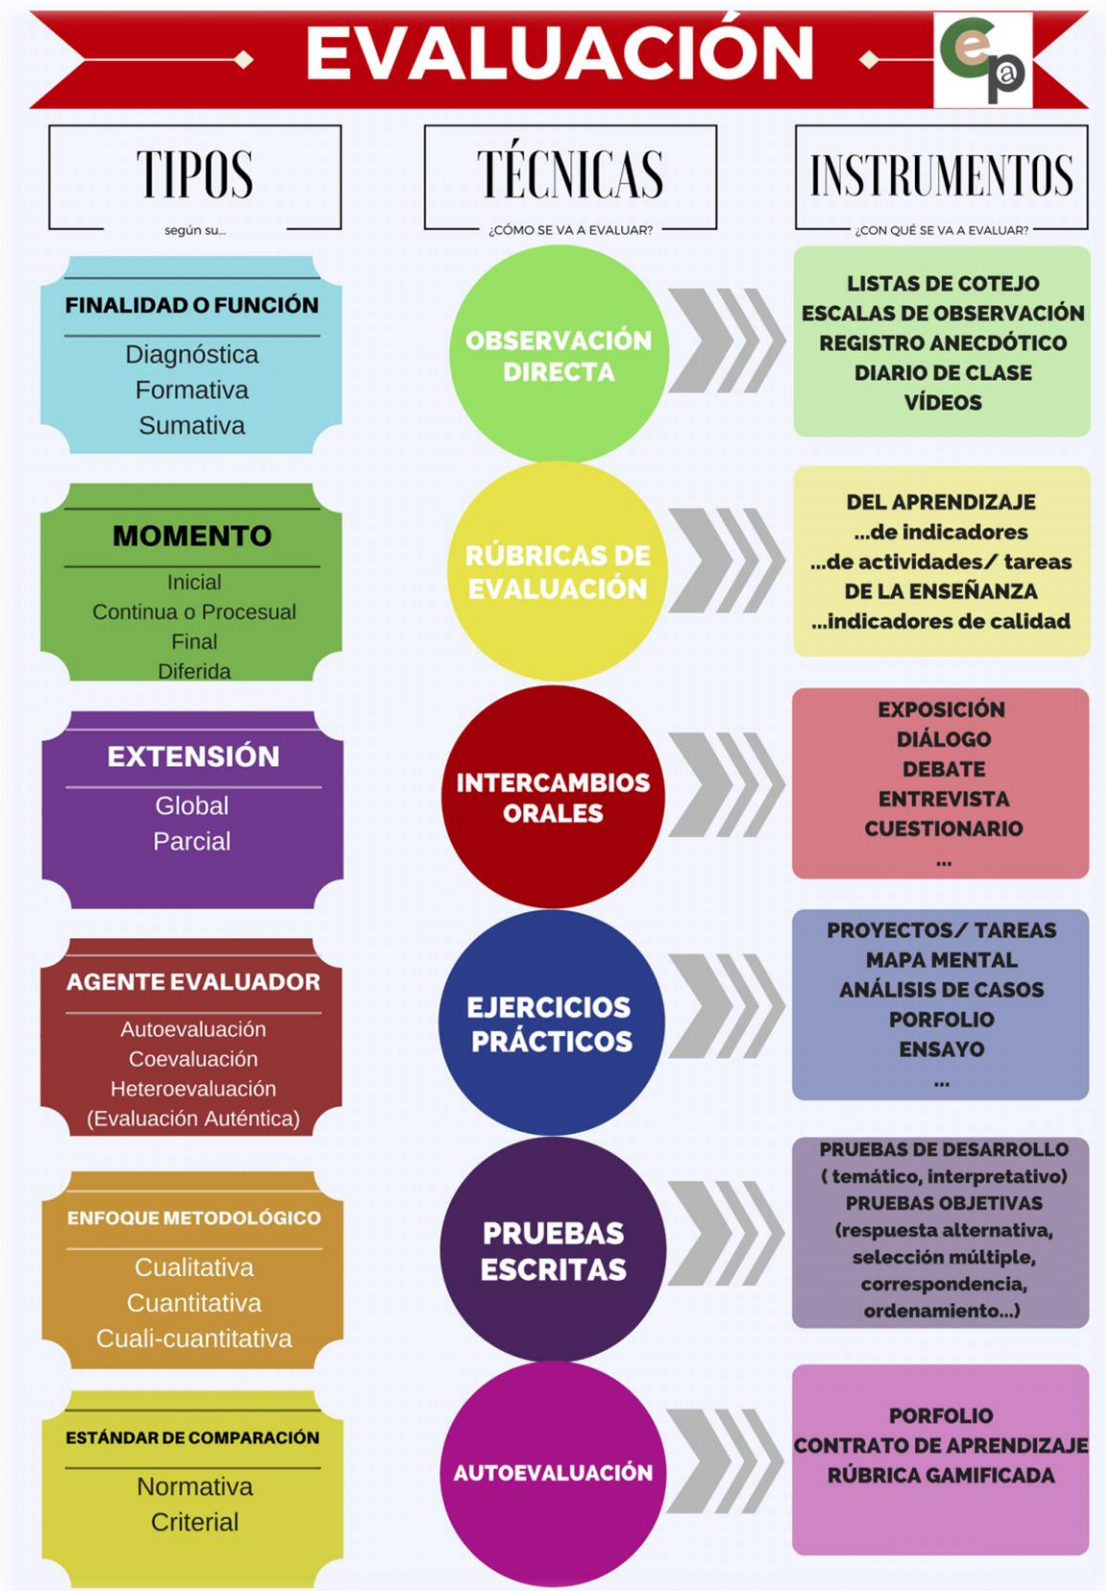 EVALUACIÓN
Cepa
TIPOS
según su...
FINALIDAD O FUNCIÓN
Diagnóstica
Formativa
Sumativa
MOMENTO
Inicial
Continua o Procesual
Final
Diferida
EXTENSIÓN
Global
Parcial
AGENTE EVALUADOR
Autoevaluación
Coevaluación
Heteroevaluación
(Evaluación Auténtica)
ENFOQUE METODOLÓGICO
Cualitativa
Cuantitativa
Cuali-cuantitativa
ESTÁNDAR DE COMPARACIÓN
Normativa
Criterial
TÉCNICAS
¿CÓMO SE VA A EVALUAR?
INSTRUMENTOS
¿CON QUÉ SE VA A EVALUAR?
OBSERVACIÓN
DIRECTA
LISTAS DE COTEJO
ESCALAS DE OBSERVACIÓN
REGISTRO ANECDÓTICO
DIARIO DE CLASE
VÍDEOS
RÚBRICAS DE
EVALUACIÓN
DEL APRENDIZAJE
...de indicadores
...de actividades/ tareas
DE LA ENSEÑANZA
...indicadores de calidad
INTERCAMBIOS
ORALES
EXPOSICIÓN
DIÁLOGO
DEBATE
ENTREVISTA
CUESTIONARIO
...
EJERCICIOS
PRÁCTICOS
PROYECTOS/ TAREAS
MAPA MENTAL
ANÁLISIS DE CASOS
PORFOLIO
ENSAYO
...
PRUEBAS
ESCRITAS
PRUEBAS DE DESARROLLO
( temático, interpretativo)
PRUEBAS OBJETIVAS
(respuesta alternativa,
selección múltiple,
correspondencia,
ordenamiento...)
AUTOEVALUACIÓN
PORFOLIO
CONTRATO DE APRENDIZAJE
RÚBRICA GAMIFICADA